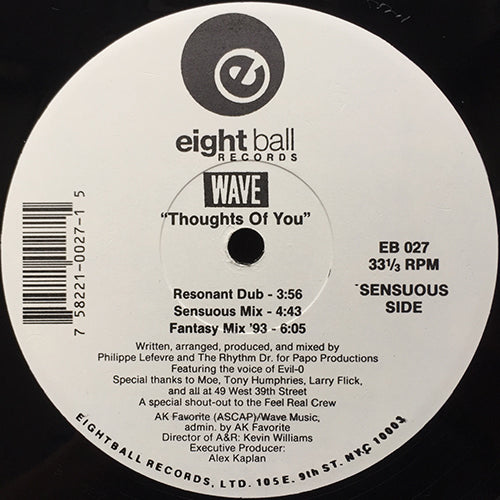 e
eight ball
RECORDS
WAVE
"Thoughts Of You"
EB 027
33⅓ RPM
SENSUOUS
SIDE
7 58221-0027-1 5
Resonant Dub - 3:56
Sensuous Mix - 4:43
Fantasy Mix '93 - 6:05
Written, arranged, produced, and mixed by
Philippe Lefevre and The Rhythm Dr. for Papo Productions
Featuring the voice of Evil-0
Special thanks to Moe, Tony Humphries, Larry Flick,
and all at 49 West 39th Street
A special shout-out to the Feel Real Crew
AK Favorite (ASCAP)/Wave Music,
admin. by AK Favorite
Director of A&R: Kevin Williams
Executive Producer:
Alex Kaplan
EIGHTBALL RECORDS, LTD. 105 E. 9th ST. NYC 10003